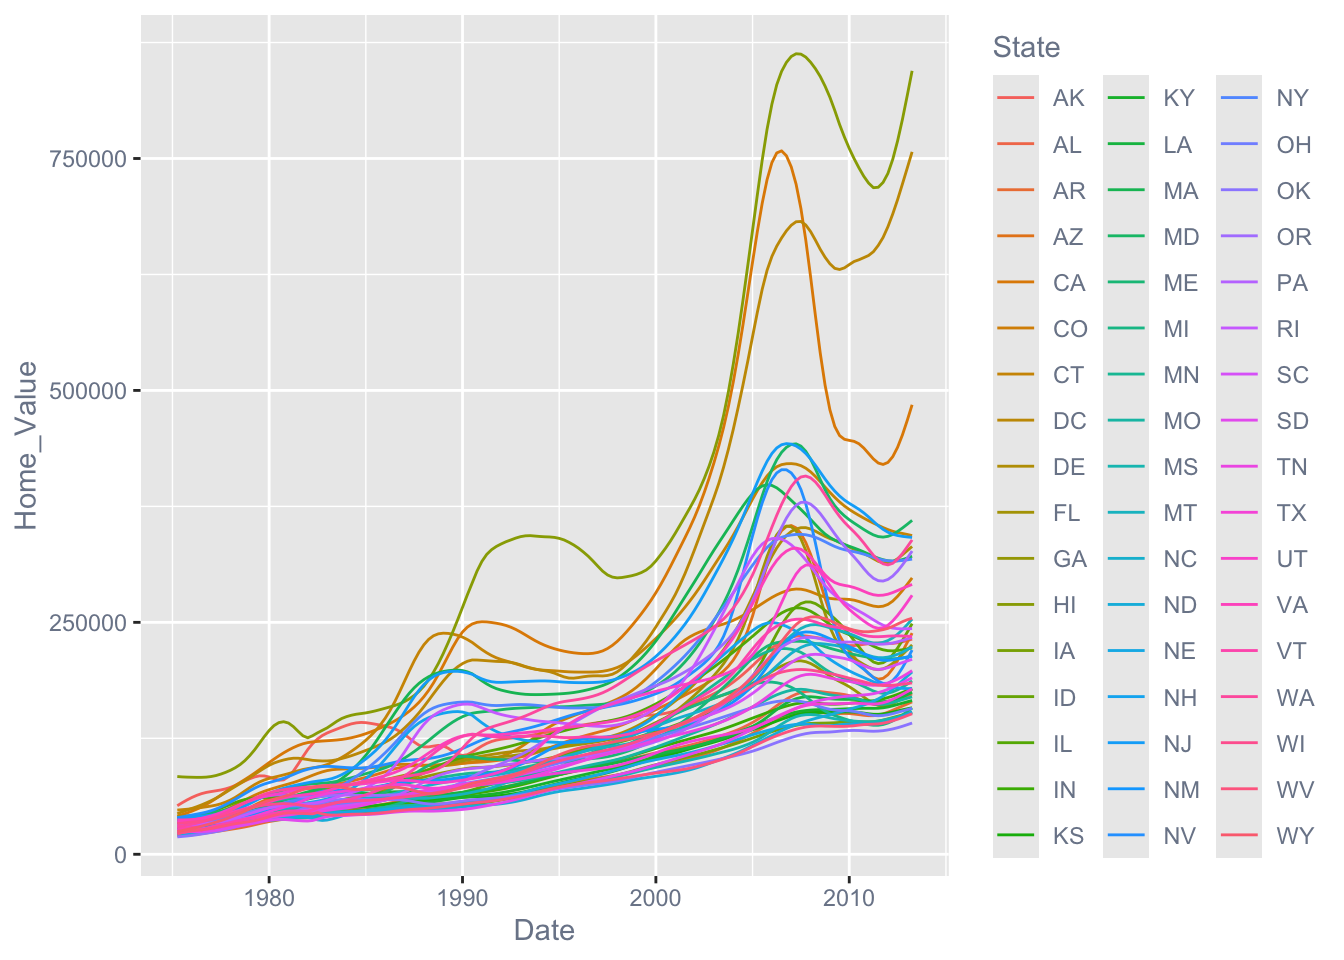 State
AK KY NY
AL LA OH
AR MA OK
AZ MD OR
CA ME PA
CO MI RI
CT MN SC
DC MO SD
DE MS TN
FL MT TX
GA NC UT
HI ND VA
IA NE VT
ID NH WA
IL NJ WI
IN NM WV
KS NV WY
Home_Value
750000
500000
250000
0
1980 1990 2000 2010
Date